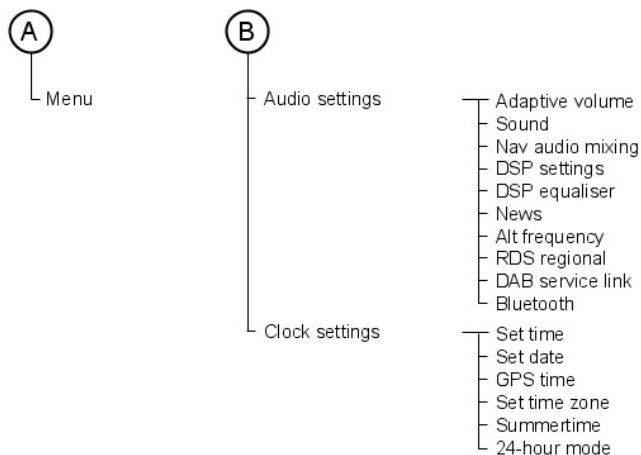 A
B
Menu
Audio settings
Adaptive volume
Sound
Nav audio mixing
DSP settings
DSP equaliser
News
Alt frequency
RDS regional
DAB service link
Bluetooth
Clock settings
Set time
Set date
GPS time
Set time zone
Summertime
24-hour mode